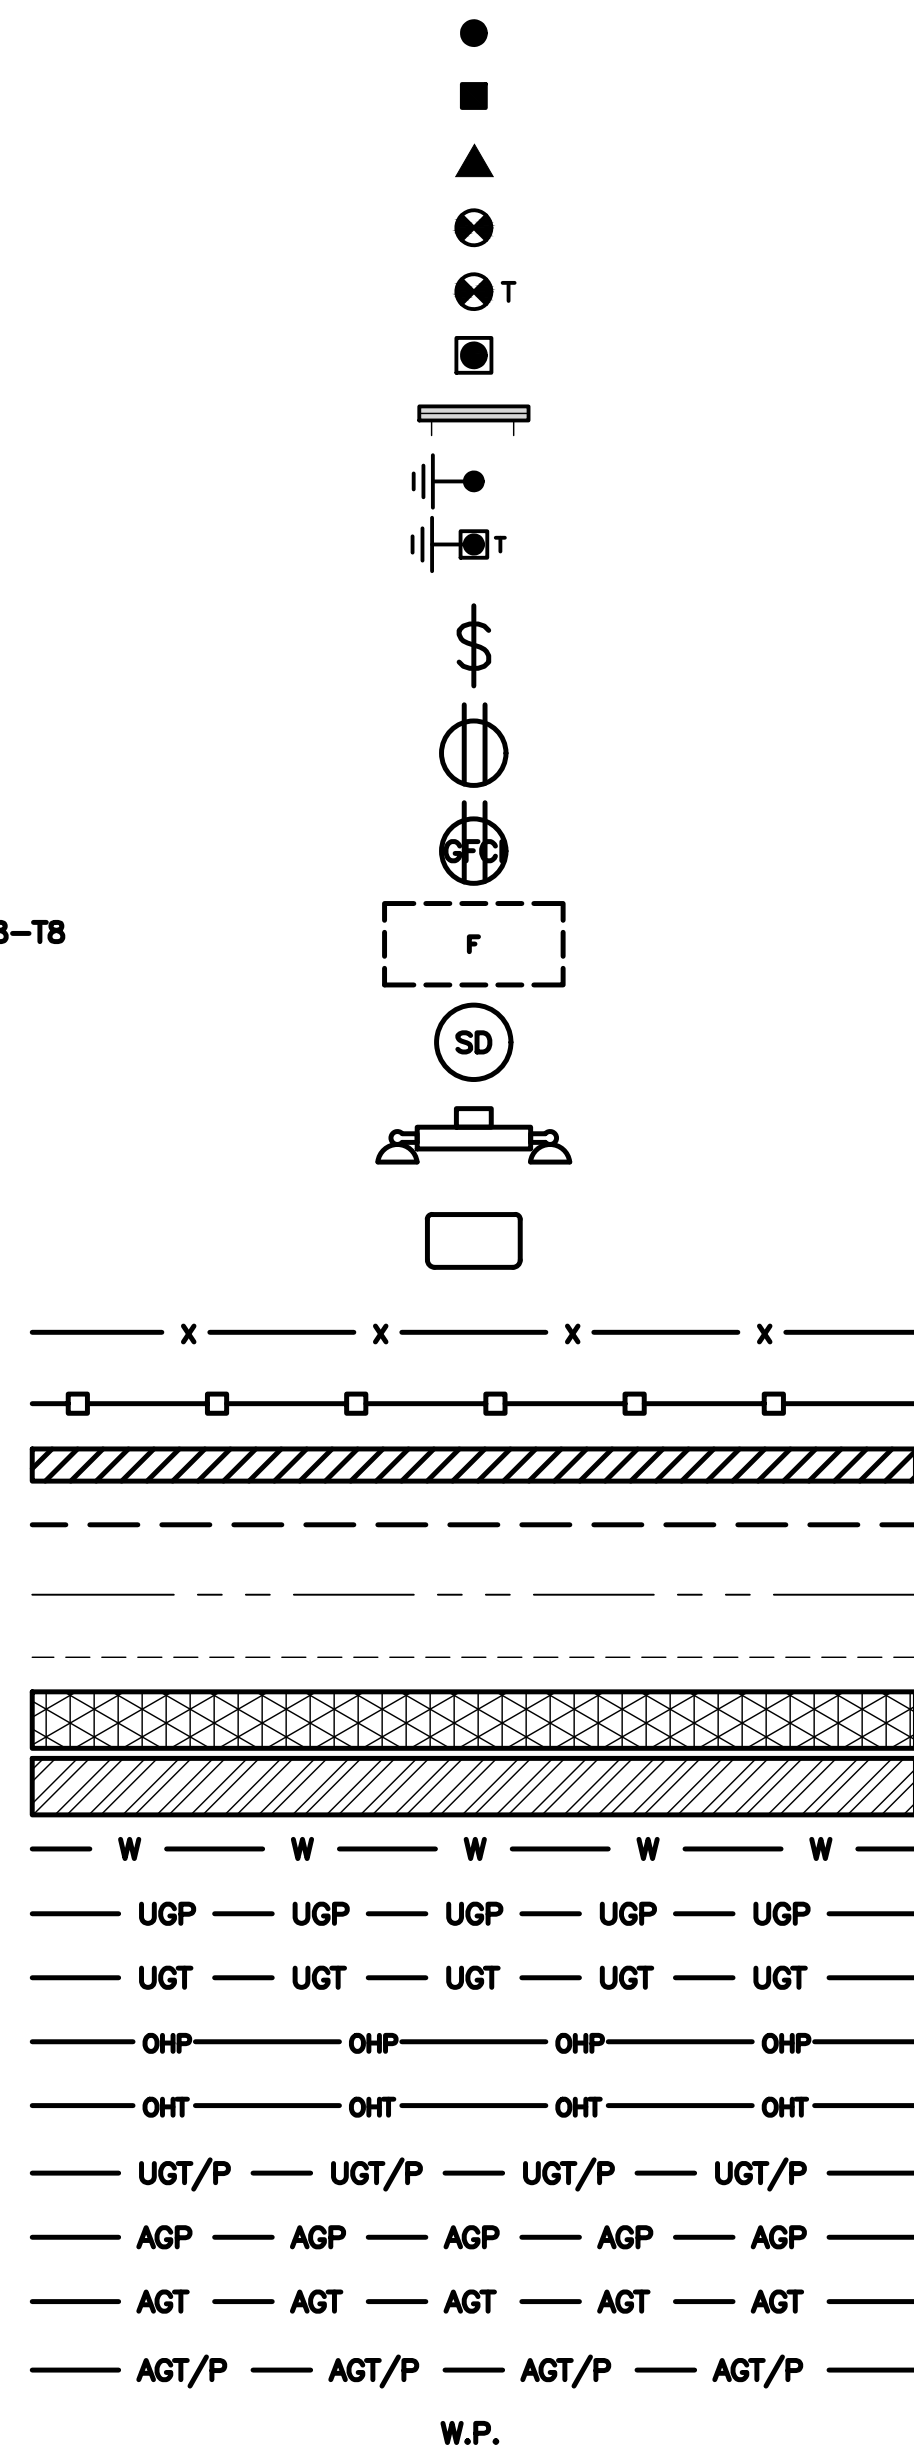 T
T
$
GFCI
8-T8
F
SD
X X X X
W W W W W
UGP UGP UGP UGP UGP
UGT UGT UGT UGT UGT
OHP OHP OHP OHP
OHT OHT OHT OHT
UGT/P UGT/P UGT/P UGT/P
AGP AGP AGP AGP AGP
AGT AGT AGT AGT AGT
AGT/P AGT/P AGT/P AGT/P
W.P.